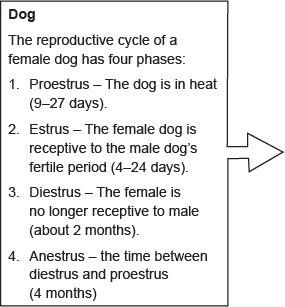 Dog
The reproductive cycle of a
female dog has four phases:
1. Proestrus – The dog is in heat
(9–27 days).
2. Estrus – The female dog is
receptive to the male dog's
fertile period (4–24 days).
3. Diestrus – The female is
no longer receptive to male
(about 2 months).
4. Anestrus – the time between
diestrus and proestrus
(4 months)